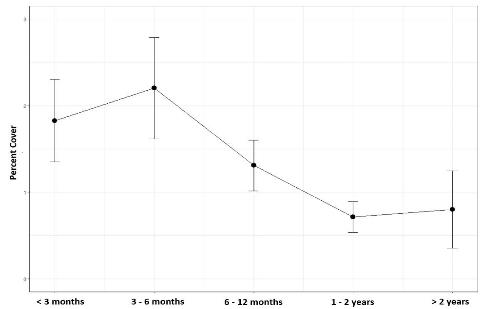 3
2
1
0
Percent Cover
< 3 months
3 - 6 months
6 - 12 months
1 - 2 years
> 2 years